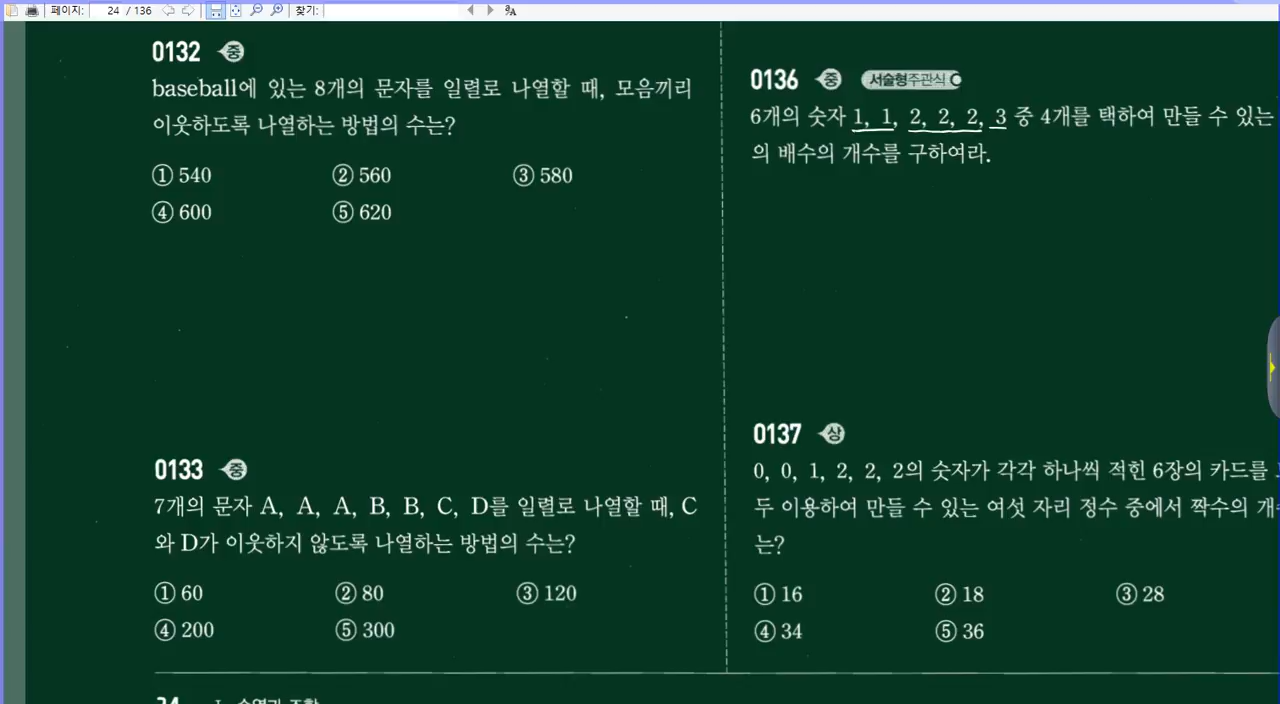 페이지: 24 / 136 찾기:
0132 중
baseball에 있는 8개의 문자를 일렬로 나열할 때, 모음끼리
이웃하도록 나열하는 방법의 수는?
① 540 ② 560 ③ 580
④ 600 ⑤ 620
0133 중
7개의 문자 A, A, A, B, B, C, D를 일렬로 나열할 때, C
와 D가 이웃하지 않도록 나열하는 방법의 수는?
① 60 ② 80 ③ 120
④ 200 ⑤ 300
0136 중 서술형주관식
6개의 숫자 1, 1, 2, 2, 2, 3 중 4개를 택하여 만들 수 있는
의 배수의 개수를 구하여라.
0137 상
0, 0, 1, 2, 2, 2의 숫자가 각각 하나씩 적힌 6장의 카드를
두 이용하여 만들 수 있는 여섯 자리 정수 중에서 짝수의 개
는?
① 16 ② 18 ③ 28
④ 34 ⑤ 36